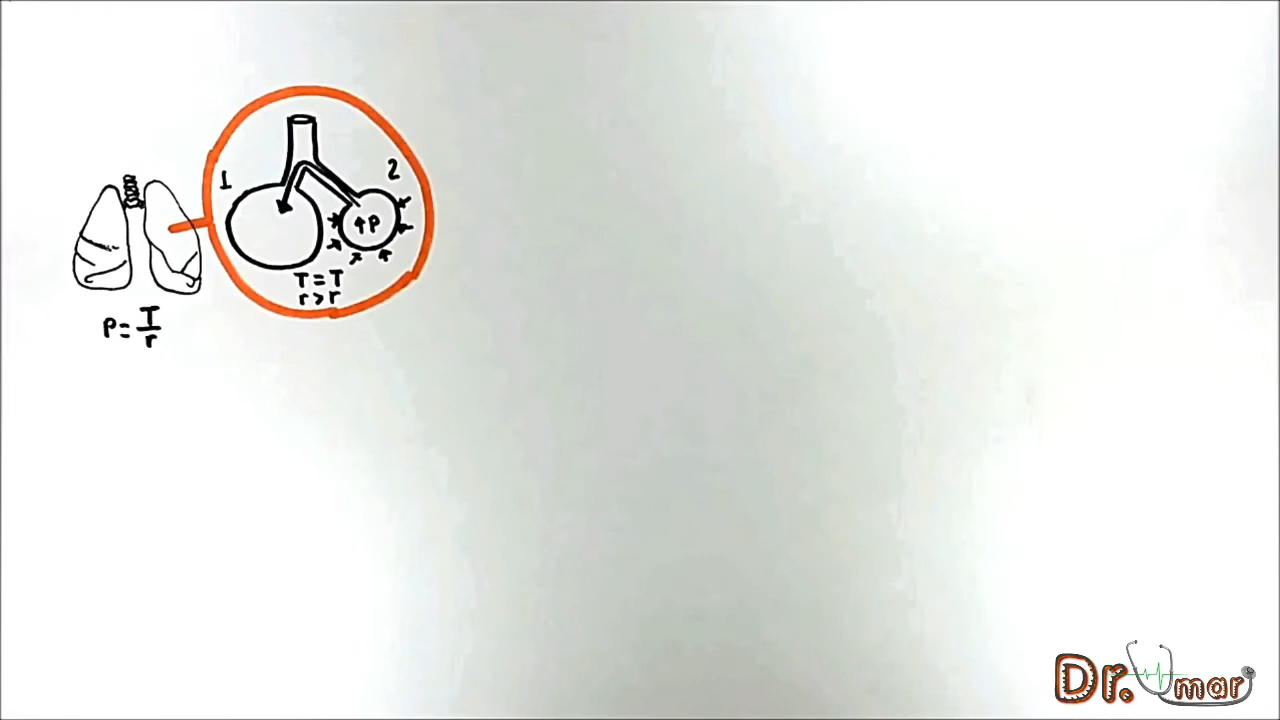 1
2
↑P
T = T
r > r
P = T/r
Dr. Umar